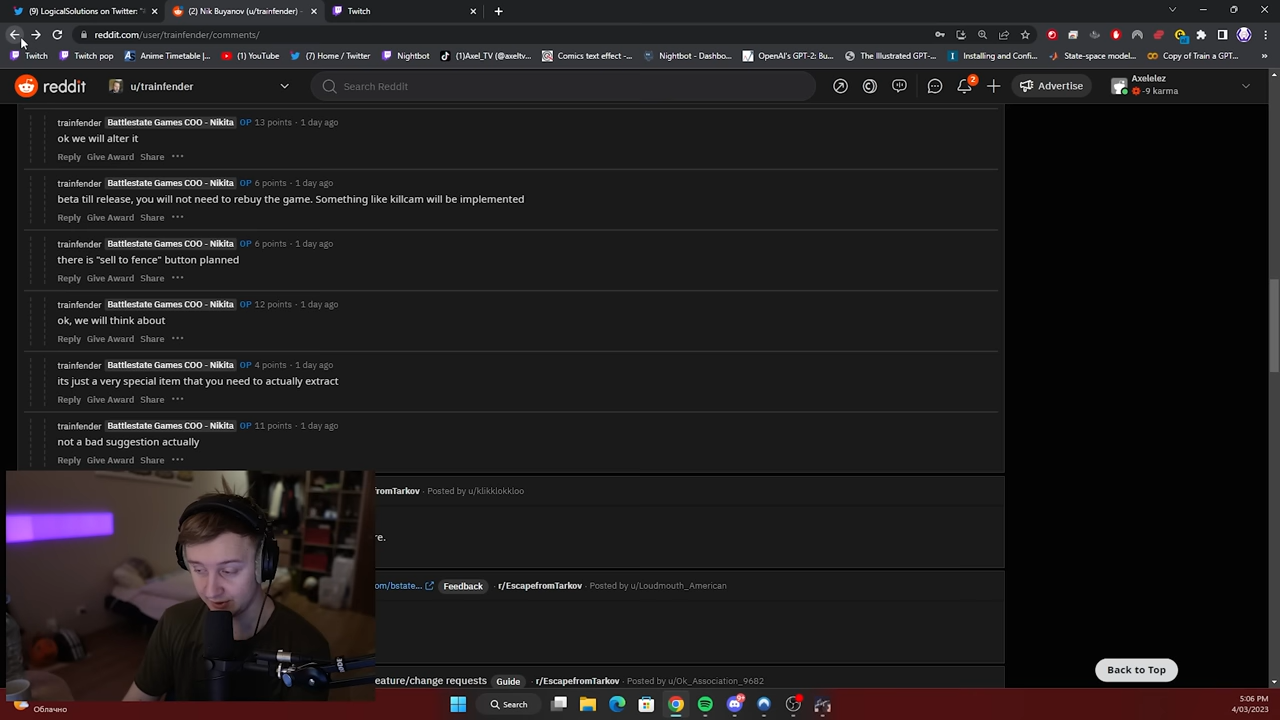 (9) LogicalSolutions on Twitter: "@
(2) Nik Buyanov (u/trainfender) -
Twitch
reddit.com/user/trainfender/comments/
Twitch
Twitch pop
Anime Timetable |...
(1) YouTube
(7) Home / Twitter
Nightbot
(1) Axel_TV (@axeltv...
Comics text effect -...
Nightbot - Dashbo...
OpenAI's GPT-2: Bu...
The Illustrated GPT-...
Installing and Confi...
State-space model...
Copy of Train a GPT...
reddit
u/trainfender
Search Reddit
2
Advertise
Axelelez
-9 karma
trainfender Battlestate Games COO - Nikita OP 13 points · 1 day ago
ok we will alter it
Reply Give Award Share ···
trainfender Battlestate Games COO - Nikita OP 6 points · 1 day ago
beta till release, you will not need to rebuy the game. Something like killcam will be implemented
Reply Give Award Share ···
trainfender Battlestate Games COO - Nikita OP 6 points · 1 day ago
there is "sell to fence" button planned
Reply Give Award Share ···
trainfender Battlestate Games COO - Nikita OP 12 points · 1 day ago
ok, we will think about
Reply Give Award Share ···
trainfender Battlestate Games COO - Nikita OP 4 points · 1 day ago
its just a very special item that you need to actually extract
Reply Give Award Share ···
trainfender Battlestate Games COO - Nikita OP 11 points · 1 day ago
not a bad suggestion actually
Reply Give Award Share ···
fromTarkov · Posted by u/klikklokkloo
re.
om/bstate... Feedback · r/EscapefromTarkov · Posted by u/Loudmouth_American
eature/change requests Guide · r/EscapefromTarkov · Posted by u/Ok_Association_9682
Back to Top
Облачно
Search
5:06 PM
4/03/2023